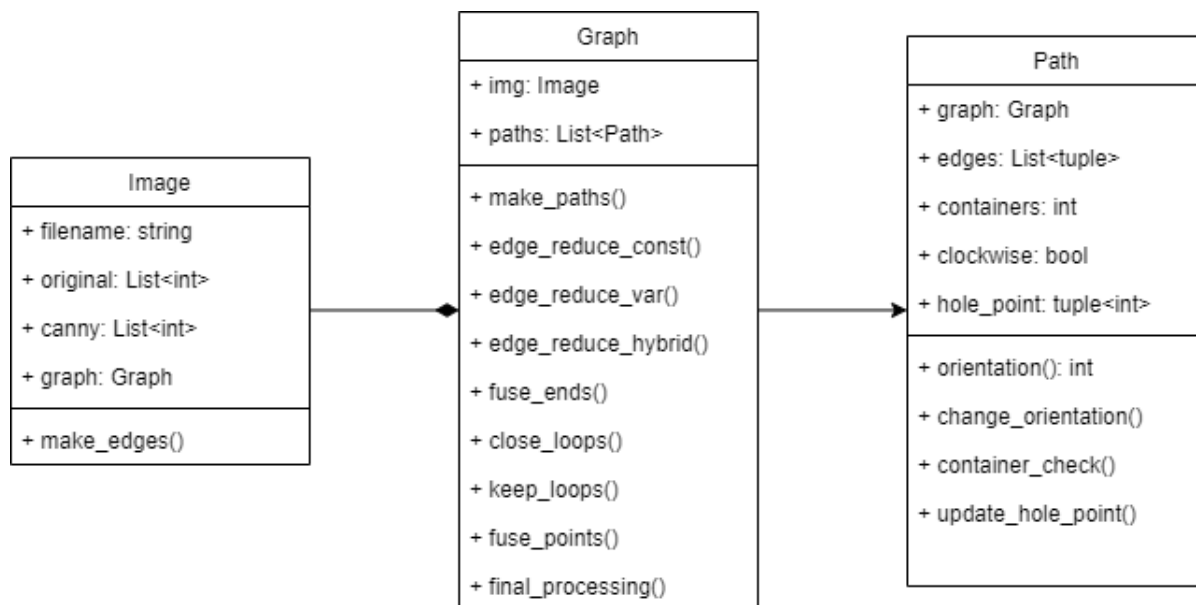 Image
+ filename: string
+ original: List<int>
+ canny: List<int>
+ graph: Graph
+ make_edges()
Graph
+ img: Image
+ paths: List<Path>
+ make_paths()
+ edge_reduce_const()
+ edge_reduce_var()
+ edge_reduce_hybrid()
+ fuse_ends()
+ close_loops()
+ keep_loops()
+ fuse_points()
+ final_processing()
Path
+ graph: Graph
+ edges: List<tuple>
+ containers: int
+ clockwise: bool
+ hole_point: tuple<int>
+ orientation(): int
+ change_orientation()
+ container_check()
+ update_hole_point()